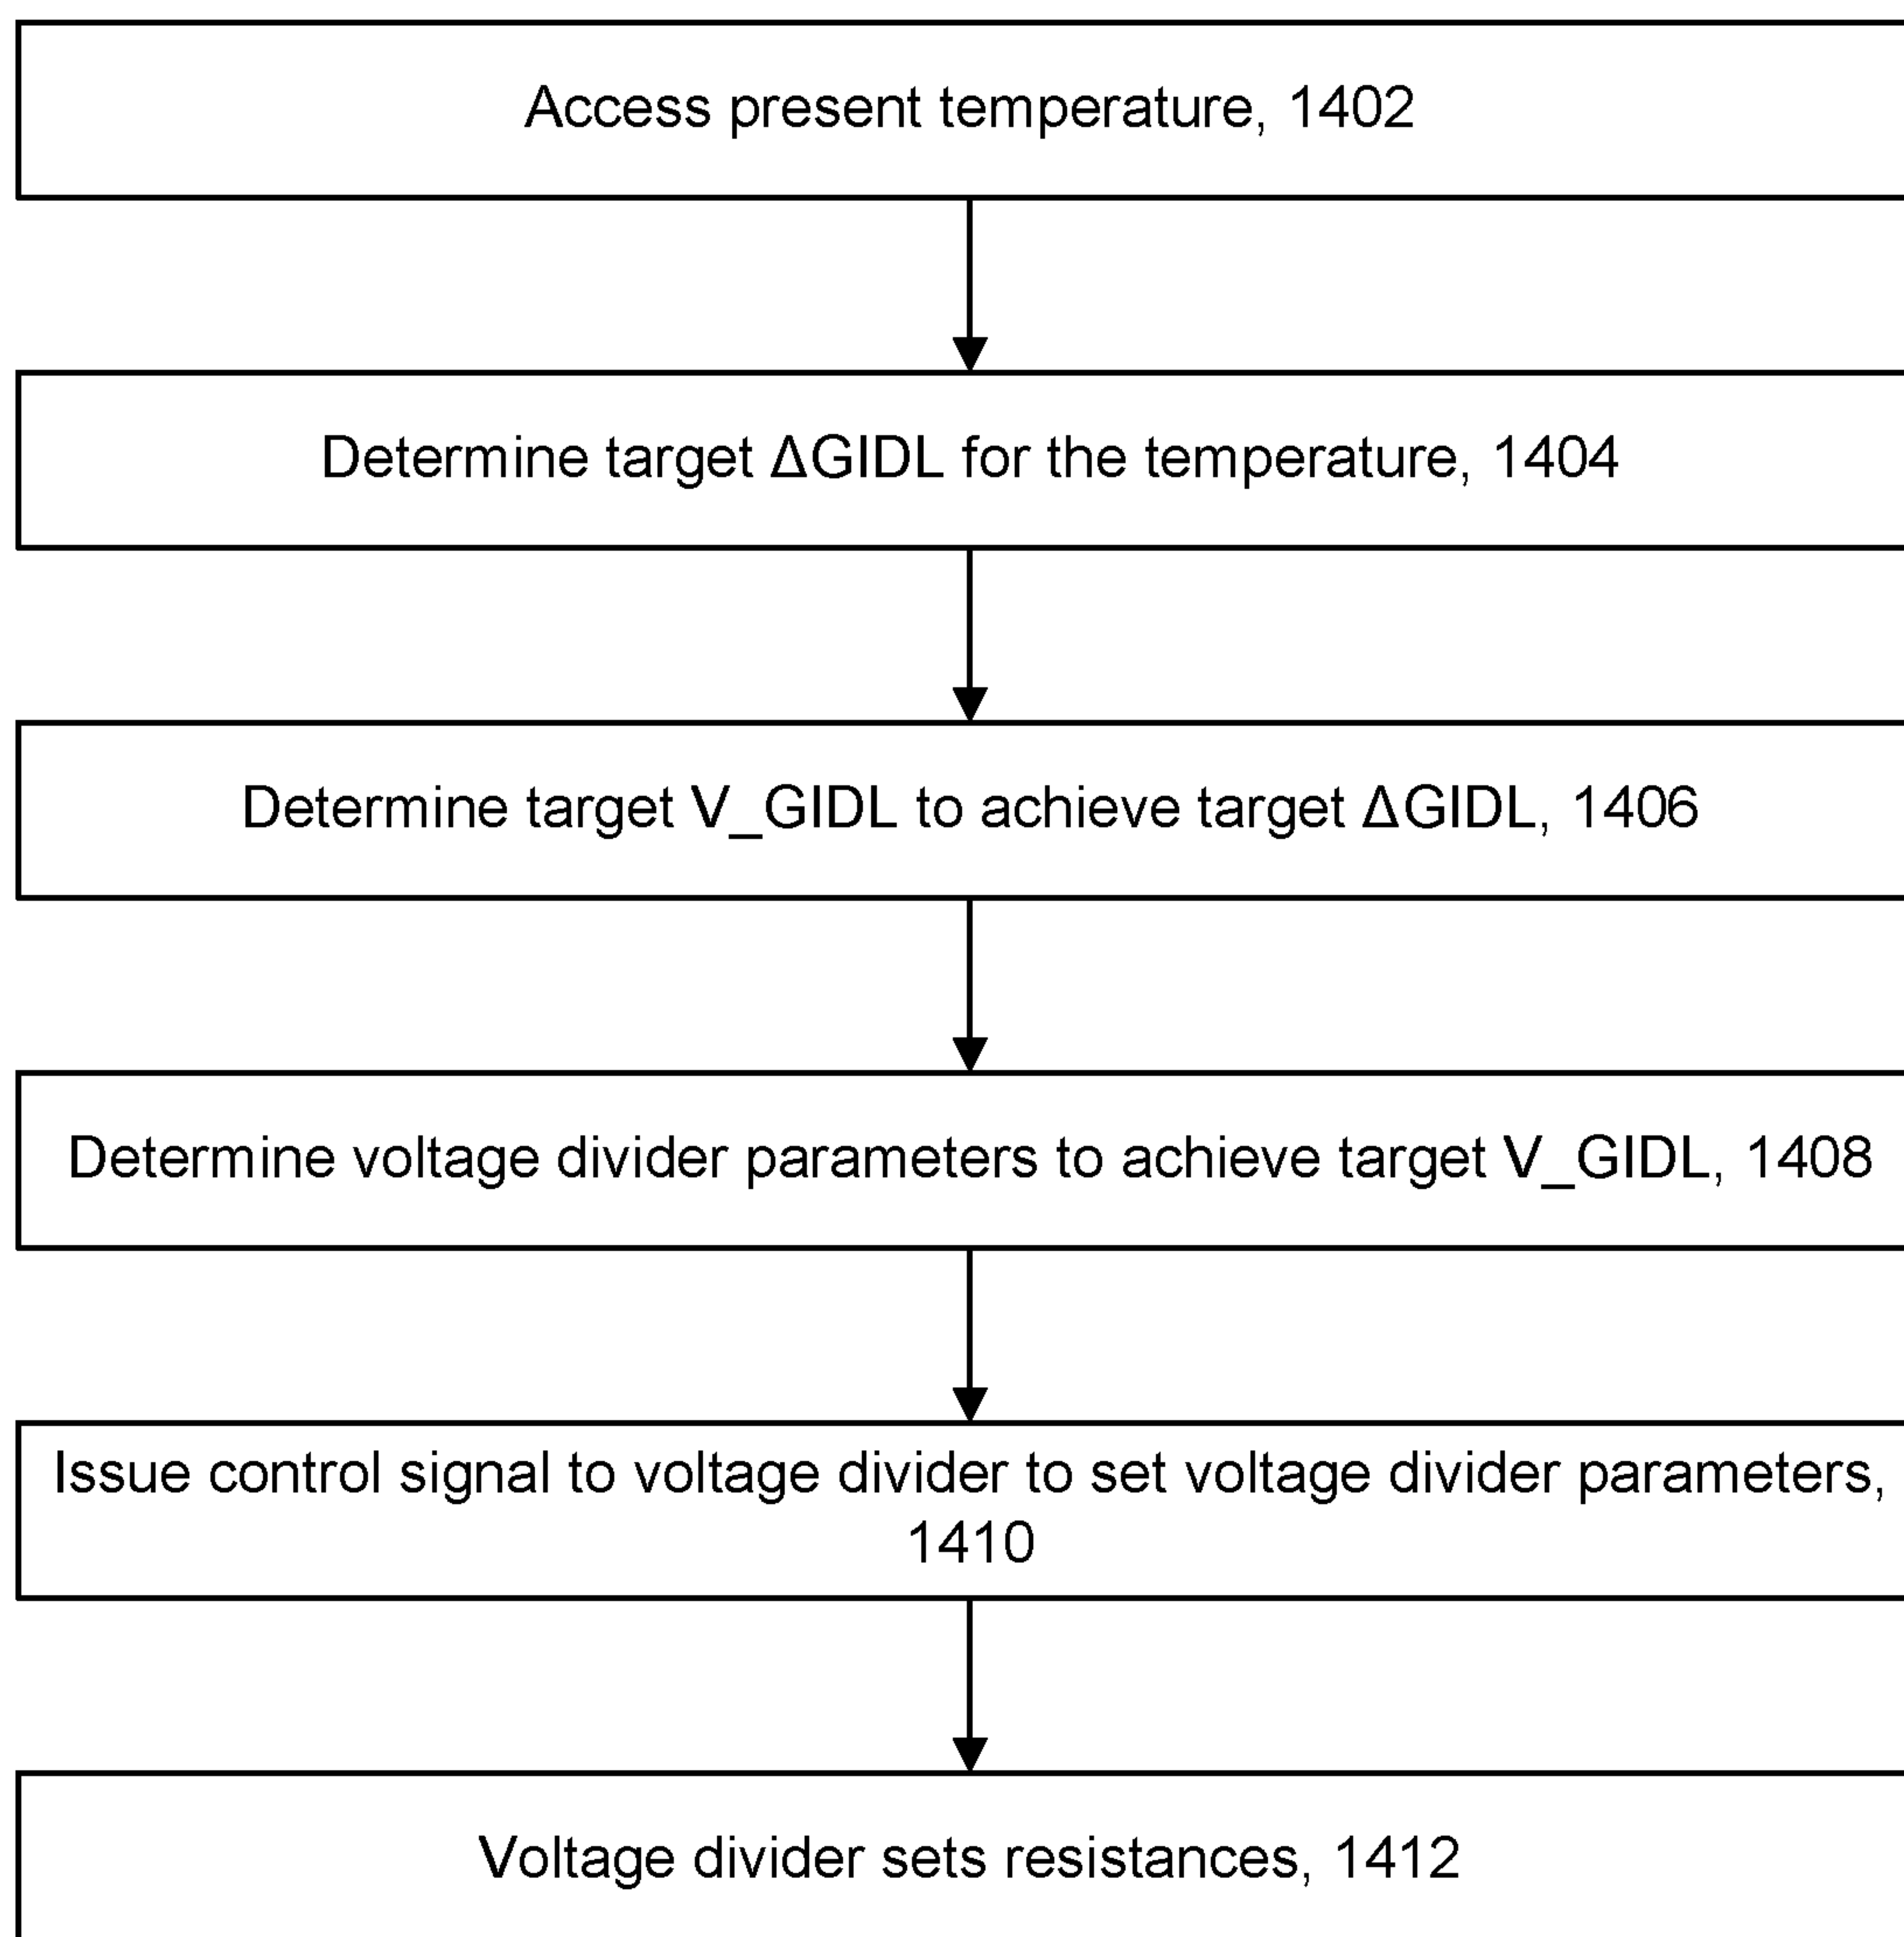 Access present temperature, 1402
Determine target ΔGIDL for the temperature, 1404
Determine target V_GIDL to achieve target ΔGIDL, 1406
Determine voltage divider parameters to achieve target V_GIDL, 1408
Issue control signal to voltage divider to set voltage divider parameters,
1410
Voltage divider sets resistances, 1412